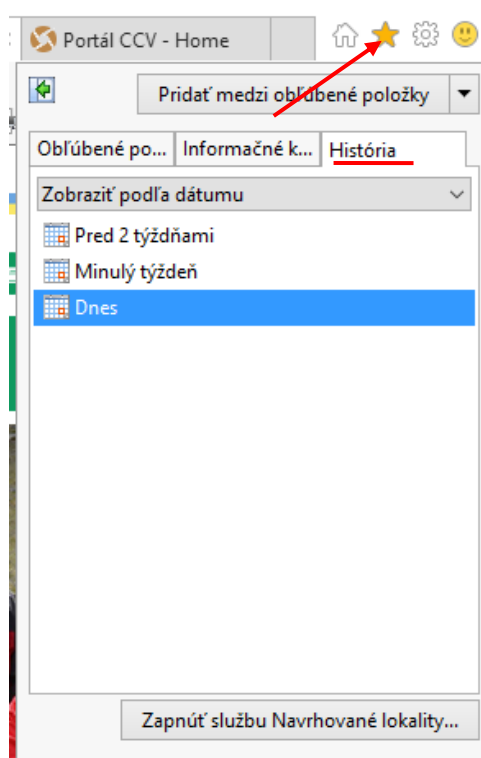 Portál CCV - Home
Pridať medzi obľúbené položky
Obľúbené po... Informačné k... História
Zobraziť podľa dátumu
Pred 2 týždňami
Minulý týždeň
Dnes
Zapnúť službu Navrhované lokality...